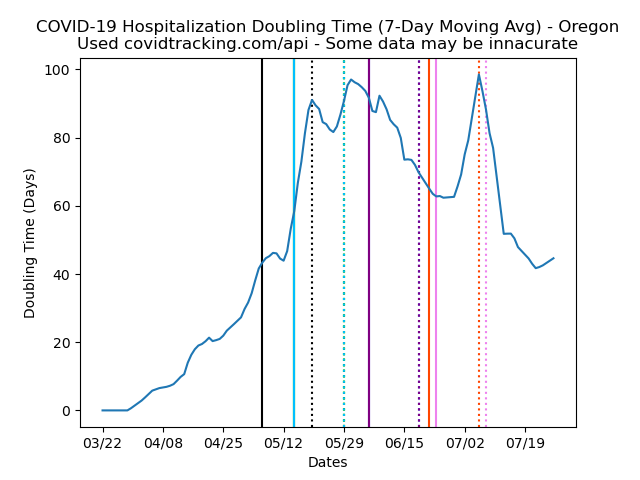 COVID-19 Hospitalization Doubling Time (7-Day Moving Avg) - Oregon
Used covidtracking.com/api - Some data may be innacurate
100
80
60
40
20
0
Doubling Time (Days)
03/22 04/08 04/25 05/12 05/29 06/15 07/02 07/19
Dates